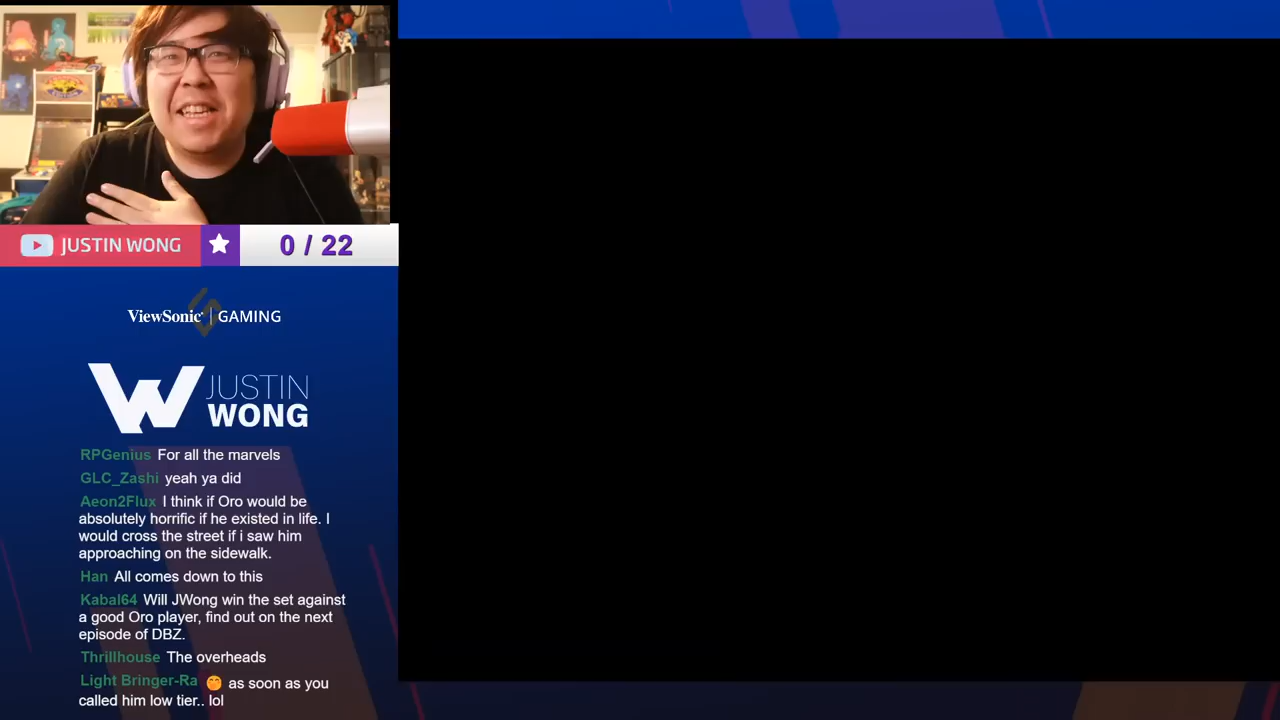 JUSTIN WONG
0 / 22
ViewSonic | GAMING
JUSTIN
WONG
RPGenius For all the marvels
GLC_Zashi yeah ya did
Aeon2Flux I think if Oro would be
absolutely horrific if he existed in life. I
would cross the street if i saw him
approaching on the sidewalk.
Han All comes down to this
Kabal64 Will JWong win the set against
a good Oro player, find out on the next
episode of DBZ.
Thrillhouse The overheads
Light Bringer-Ra 🤭 as soon as you
called him low tier.. lol